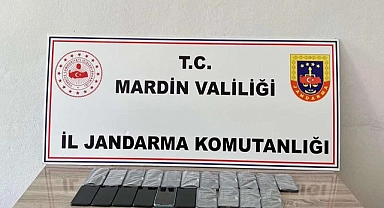 T.C.
MARDİN VALİLİĞİ
İL JANDARMA KOMUTANLIĞI